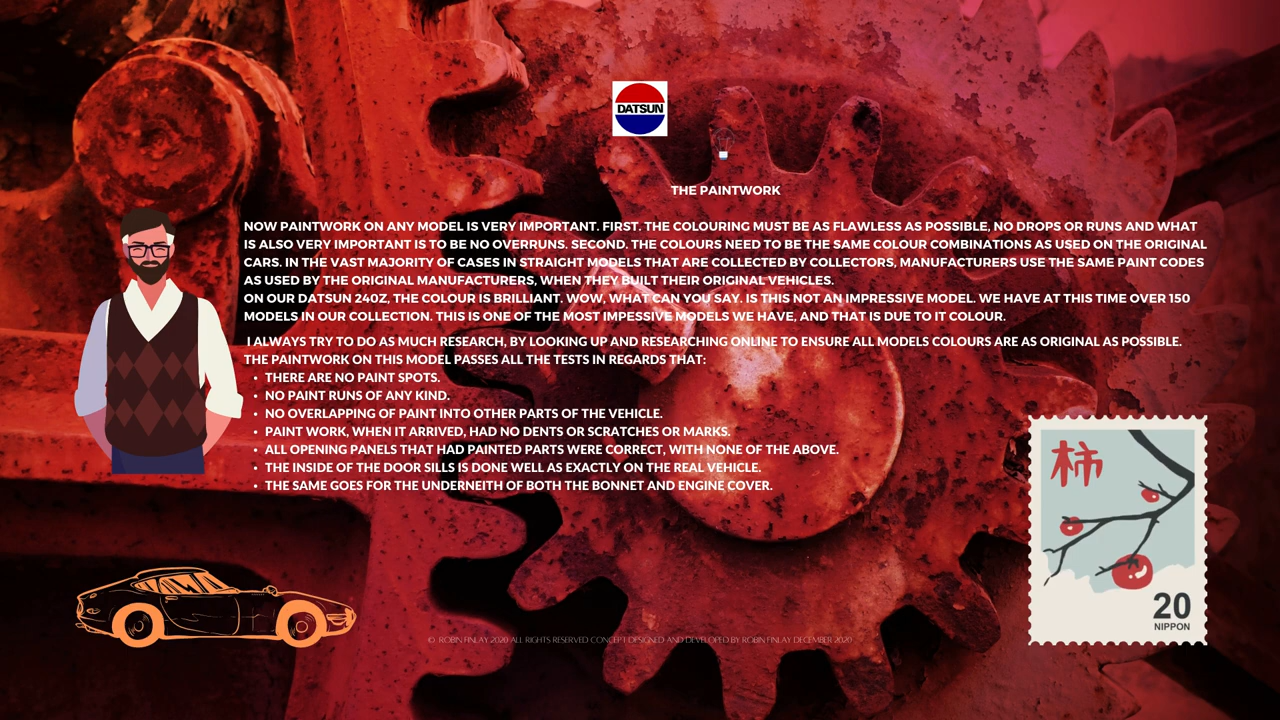 DATSUN
THE PAINTWORK
NOW PAINTWORK ON ANY MODEL IS VERY IMPORTANT. FIRST. THE COLOURING MUST BE AS FLAWLESS AS POSSIBLE, NO DROPS OR RUNS AND WHAT
IS ALSO VERY IMPORTANT IS TO BE NO OVERRUNS. SECOND. THE COLOURS NEED TO BE THE SAME COLOUR COMBINATIONS AS USED ON THE ORIGINAL
CARS. IN THE VAST MAJORITY OF CASES IN STRAIGHT MODELS THAT ARE COLLECTED BY COLLECTORS, MANUFACTURERS USE THE SAME PAINT CODES
AS USED BY THE ORIGINAL MANUFACTURERS, WHEN THEY BUILT THEIR ORIGINAL VEHICLES.
ON OUR DATSUN 240Z, THE COLOUR IS BRILLIANT. WOW, WHAT CAN YOU SAY. IS THIS NOT AN IMPRESSIVE MODEL. WE HAVE AT THIS TIME OVER 150
MODELS IN OUR COLLECTION. THIS IS ONE OF THE MOST IMPESSIVE MODELS WE HAVE, AND THAT IS DUE TO IT COLOUR.
I ALWAYS TRY TO DO AS MUCH RESEARCH, BY LOOKING UP AND RESEARCHING ONLINE TO ENSURE ALL MODELS COLOURS ARE AS ORIGINAL AS POSSIBLE.
THE PAINTWORK ON THIS MODEL PASSES ALL THE TESTS IN REGARDS THAT:
• THERE ARE NO PAINT SPOTS.
• NO PAINT RUNS OF ANY KIND.
• NO OVERLAPPING OF PAINT INTO OTHER PARTS OF THE VEHICLE.
• PAINT WORK, WHEN IT ARRIVED, HAD NO DENTS OR SCRATCHES OR MARKS.
• ALL OPENING PANELS THAT HAD PAINTED PARTS WERE CORRECT, WITH NONE OF THE ABOVE.
• THE INSIDE OF THE DOOR SILLS IS DONE WELL AS EXACTLY ON THE REAL VEHICLE.
• THE SAME GOES FOR THE UNDERNEITH OF BOTH THE BONNET AND ENGINE COVER.
柿
20
NIPPON
© ROBIN FINLAY 2020 ALL RIGHTS RESERVED CONCEPT DESIGNED AND DEVELOPED BY ROBIN FINLAY DECEMBER 2020